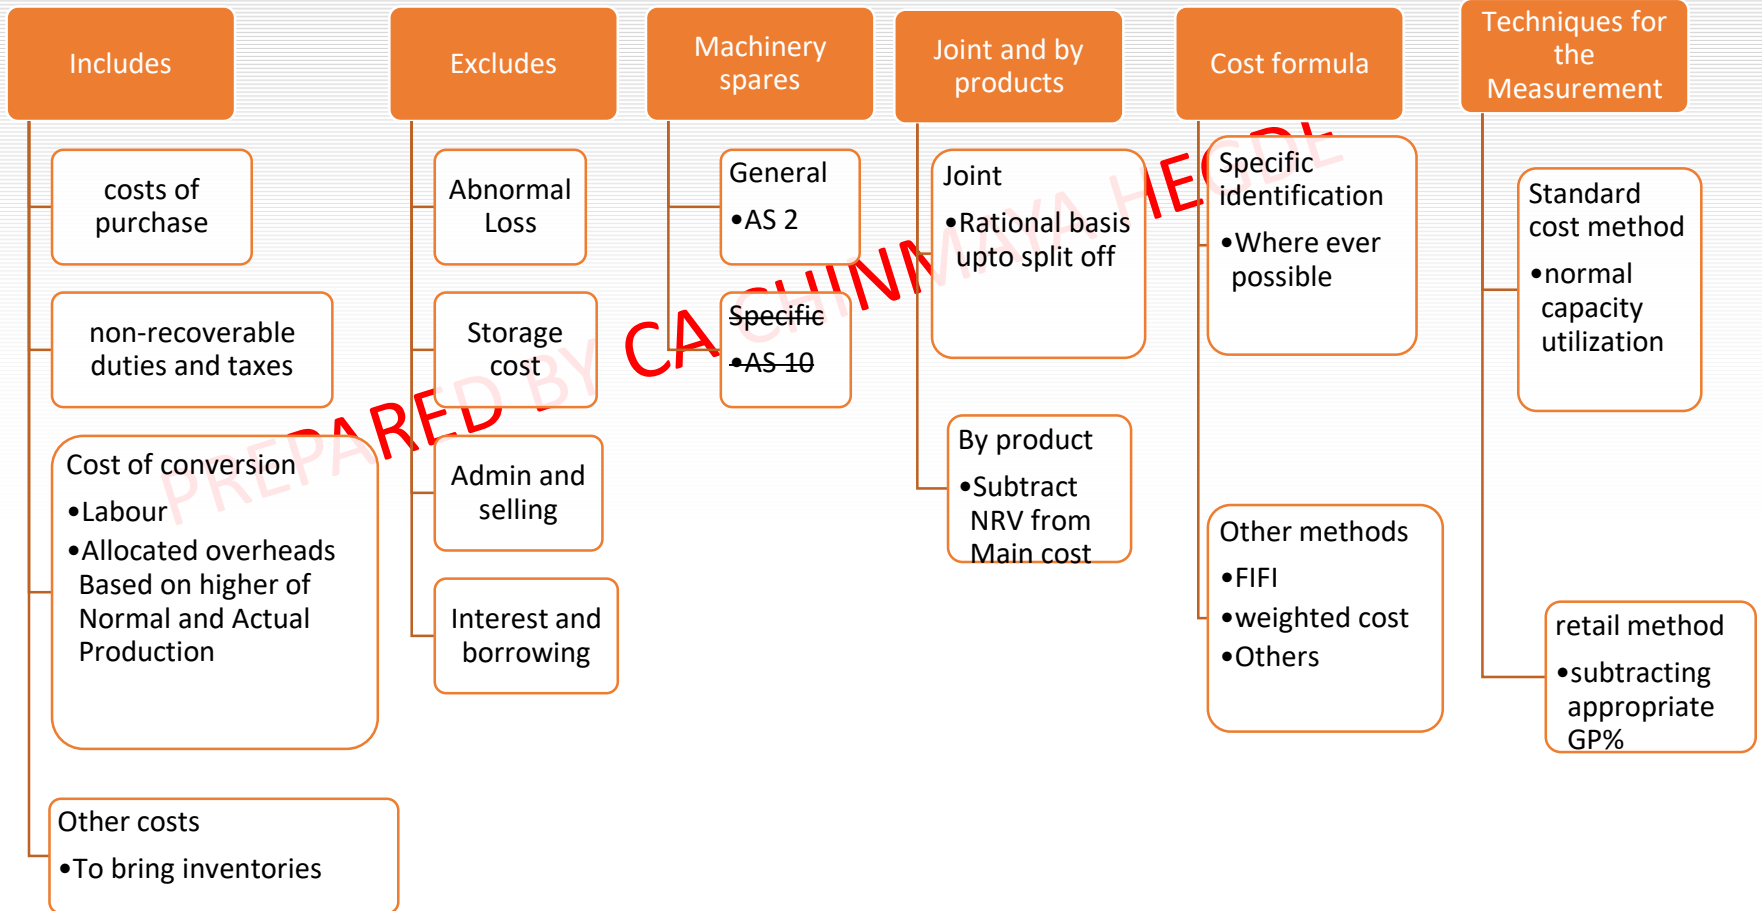 Includes
costs of
purchase
non-recoverable
duties and taxes
Cost of conversion
•Labour
•Allocated overheads
Based on higher of
Normal and Actual
Production
Other costs
•To bring inventories
Excludes
Abnormal
Loss
Storage
cost
Admin and
selling
Interest and
borrowing
Machinery
spares
General
•AS 2
Specific
•AS 10
Joint and by
products
Joint
•Rational basis
upto split off
By product
•Subtract
NRV from
Main cost
Cost formula
Specific
identification
•Where ever
possible
Other methods
•FIFI
•weighted cost
•Others
Techniques for
the
Measurement
Standard
cost method
•normal
capacity
utilization
retail method
•subtracting
appropriate
GP%
PREPARED BY CA CHINMAYA HEGDE